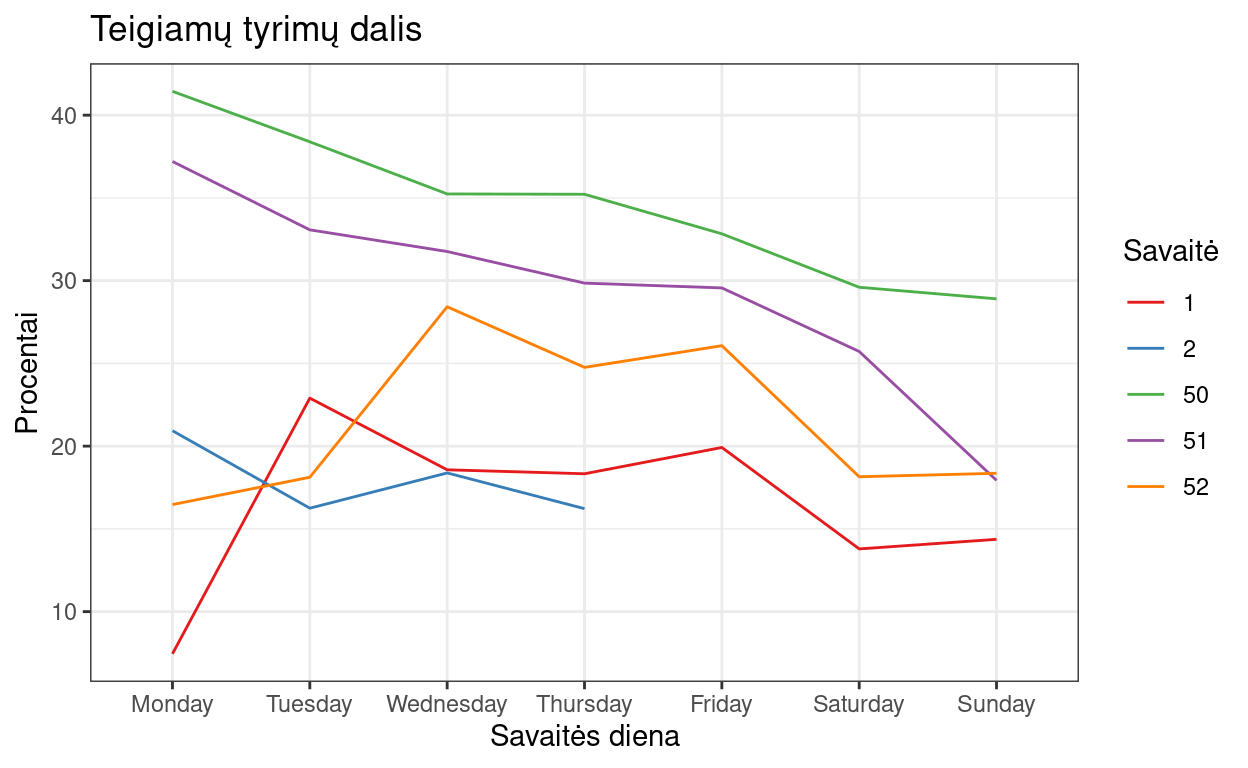 Teigiamų tyrimų dalis
Procentai
40
30
20
10
Monday Tuesday Wednesday Thursday Friday Saturday Sunday
Savaitės diena
Savaitė
1
2
50
51
52